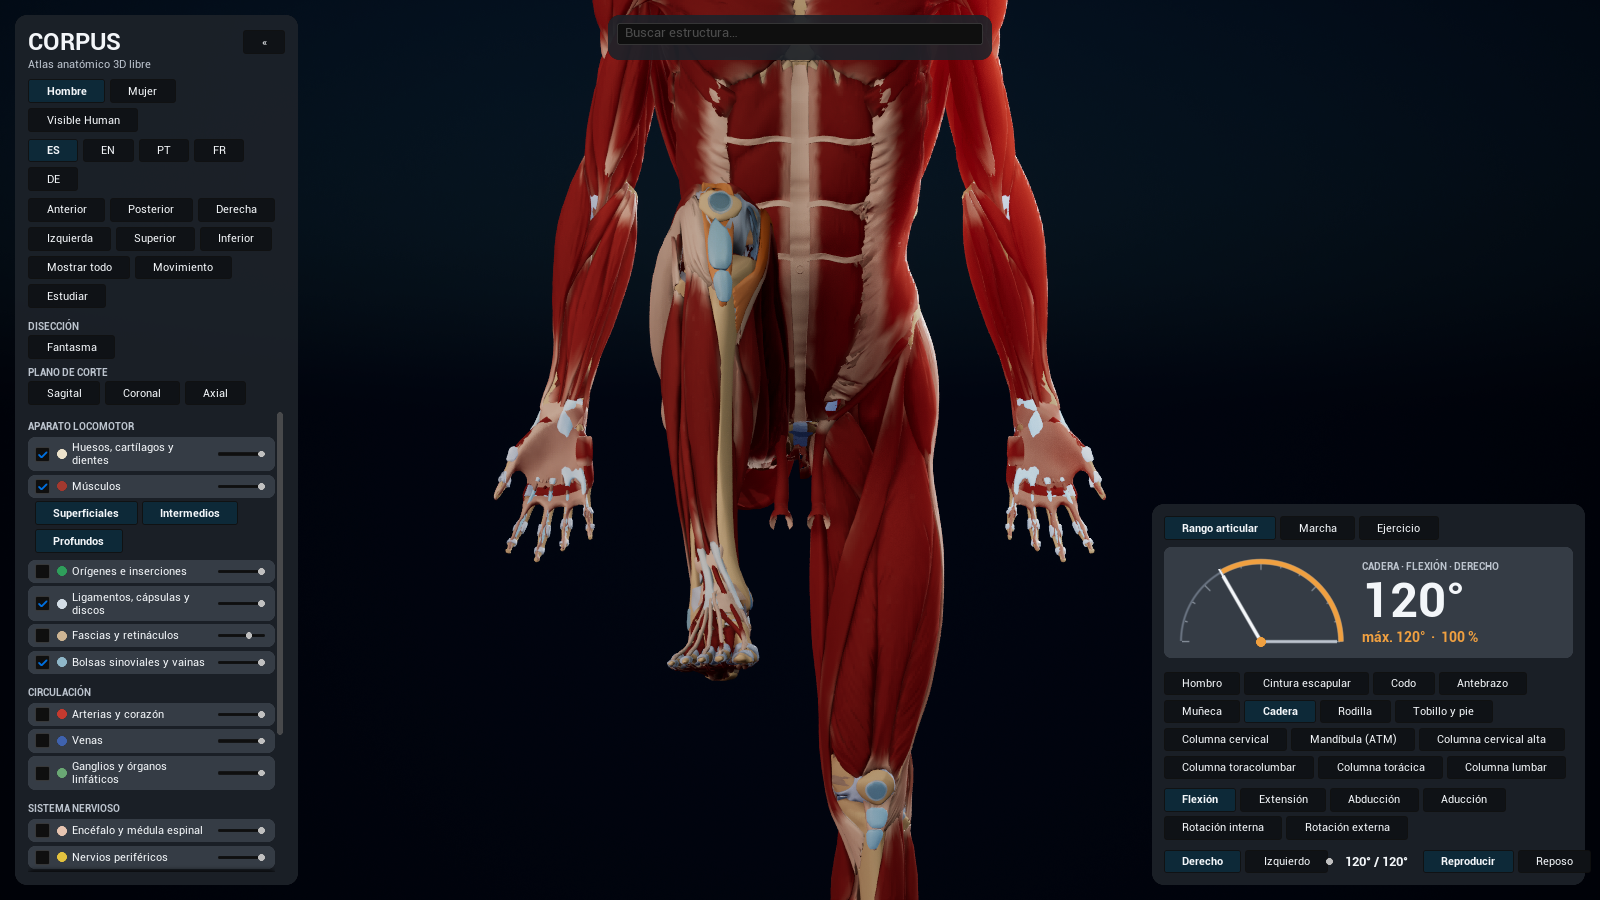 CORPUS
«
Atlas anatómico 3D libre
Hombre Mujer
Visible Human
ES EN PT FR
DE
Anterior Posterior Derecha
Izquierda Superior Inferior
Mostrar todo Movimiento
Estudiar
DISECCIÓN
Fantasma
PLANO DE CORTE
Sagital Coronal Axial
APARATO LOCOMOTOR
Huesos, cartílagos y
dientes
Músculos
Superficiales Intermedios
Profundos
Orígenes e inserciones
Ligamentos, cápsulas y
discos
Fascias y retináculos
Bolsas sinoviales y vainas
CIRCULACIÓN
Arterias y corazón
Venas
Ganglios y órganos
linfáticos
SISTEMA NERVIOSO
Encéfalo y médula espinal
Nervios periféricos
Buscar estructura...
Rango articular Marcha Ejercicio
CADERA · FLEXIÓN · DERECHO
120°
máx. 120° · 100 %
Hombro Cintura escapular Codo Antebrazo
Muñeca Cadera Rodilla Tobillo y pie
Columna cervical Mandíbula (ATM) Columna cervical alta
Columna toracolumbar Columna torácica Columna lumbar
Flexión Extensión Abducción Aducción
Rotación interna Rotación externa
Derecho Izquierdo 120° / 120° Reproducir Reposo